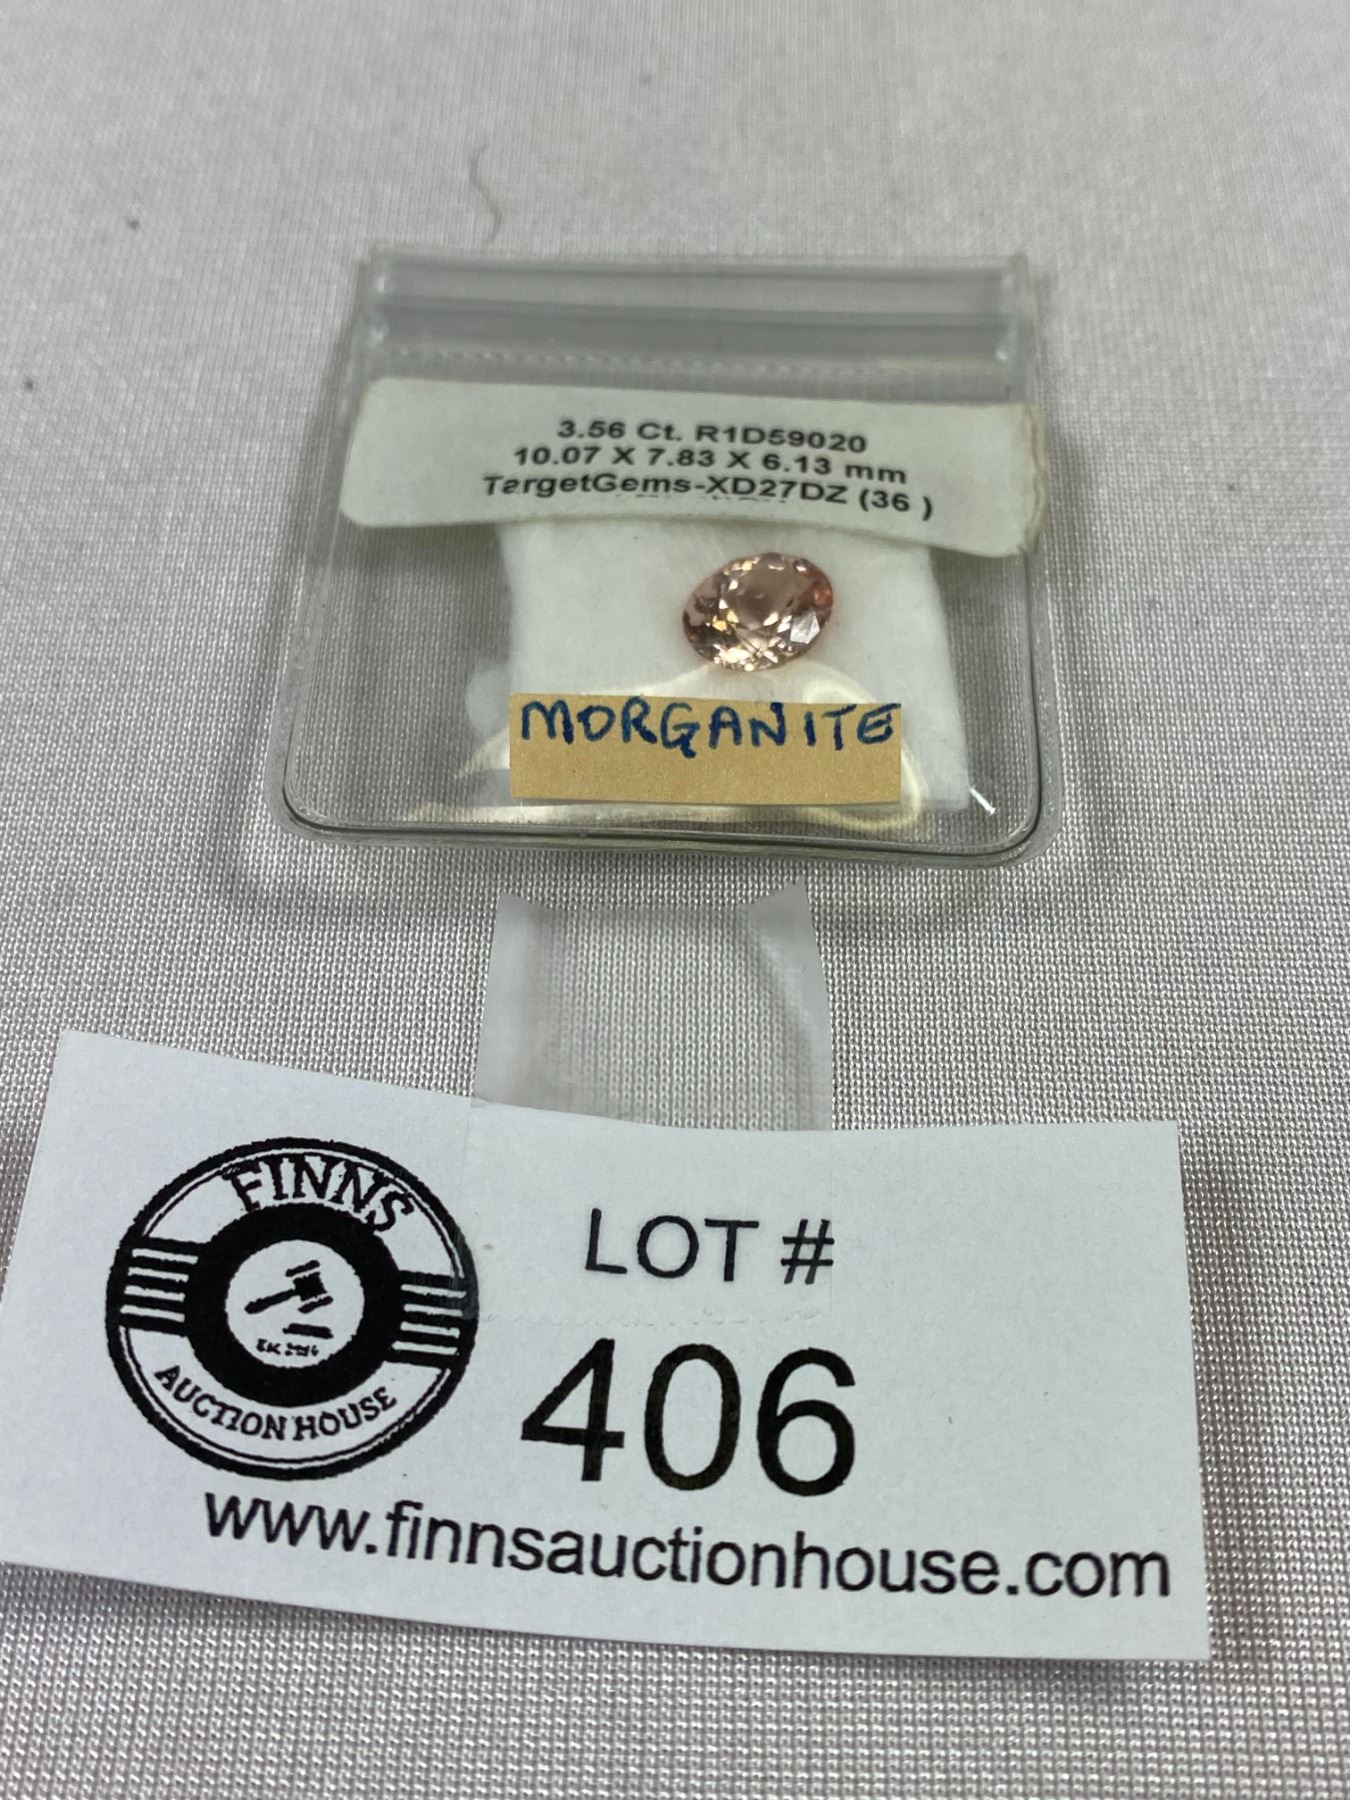 3.56 Ct. R1D59020
10.07 X 7.83 X 6.13 mm
TargetGems-XD27DZ (36 )
MORGANITE
FINNS
AUCTION HOUSE
LOT #
406
www.finnsauctionhouse.com